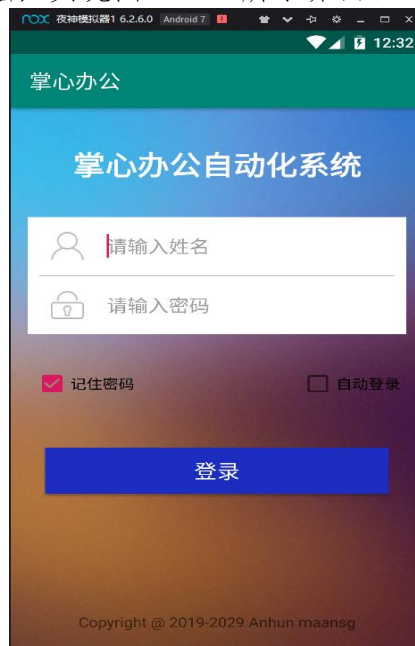 nox 夜神模拟器1 6.2.6.0 Android 7
12:32
掌心办公
掌心办公自动化系统
请输入姓名
请输入密码
记住密码 自动登录
登录
Copyright @ 2019-2029 Anhun maansg